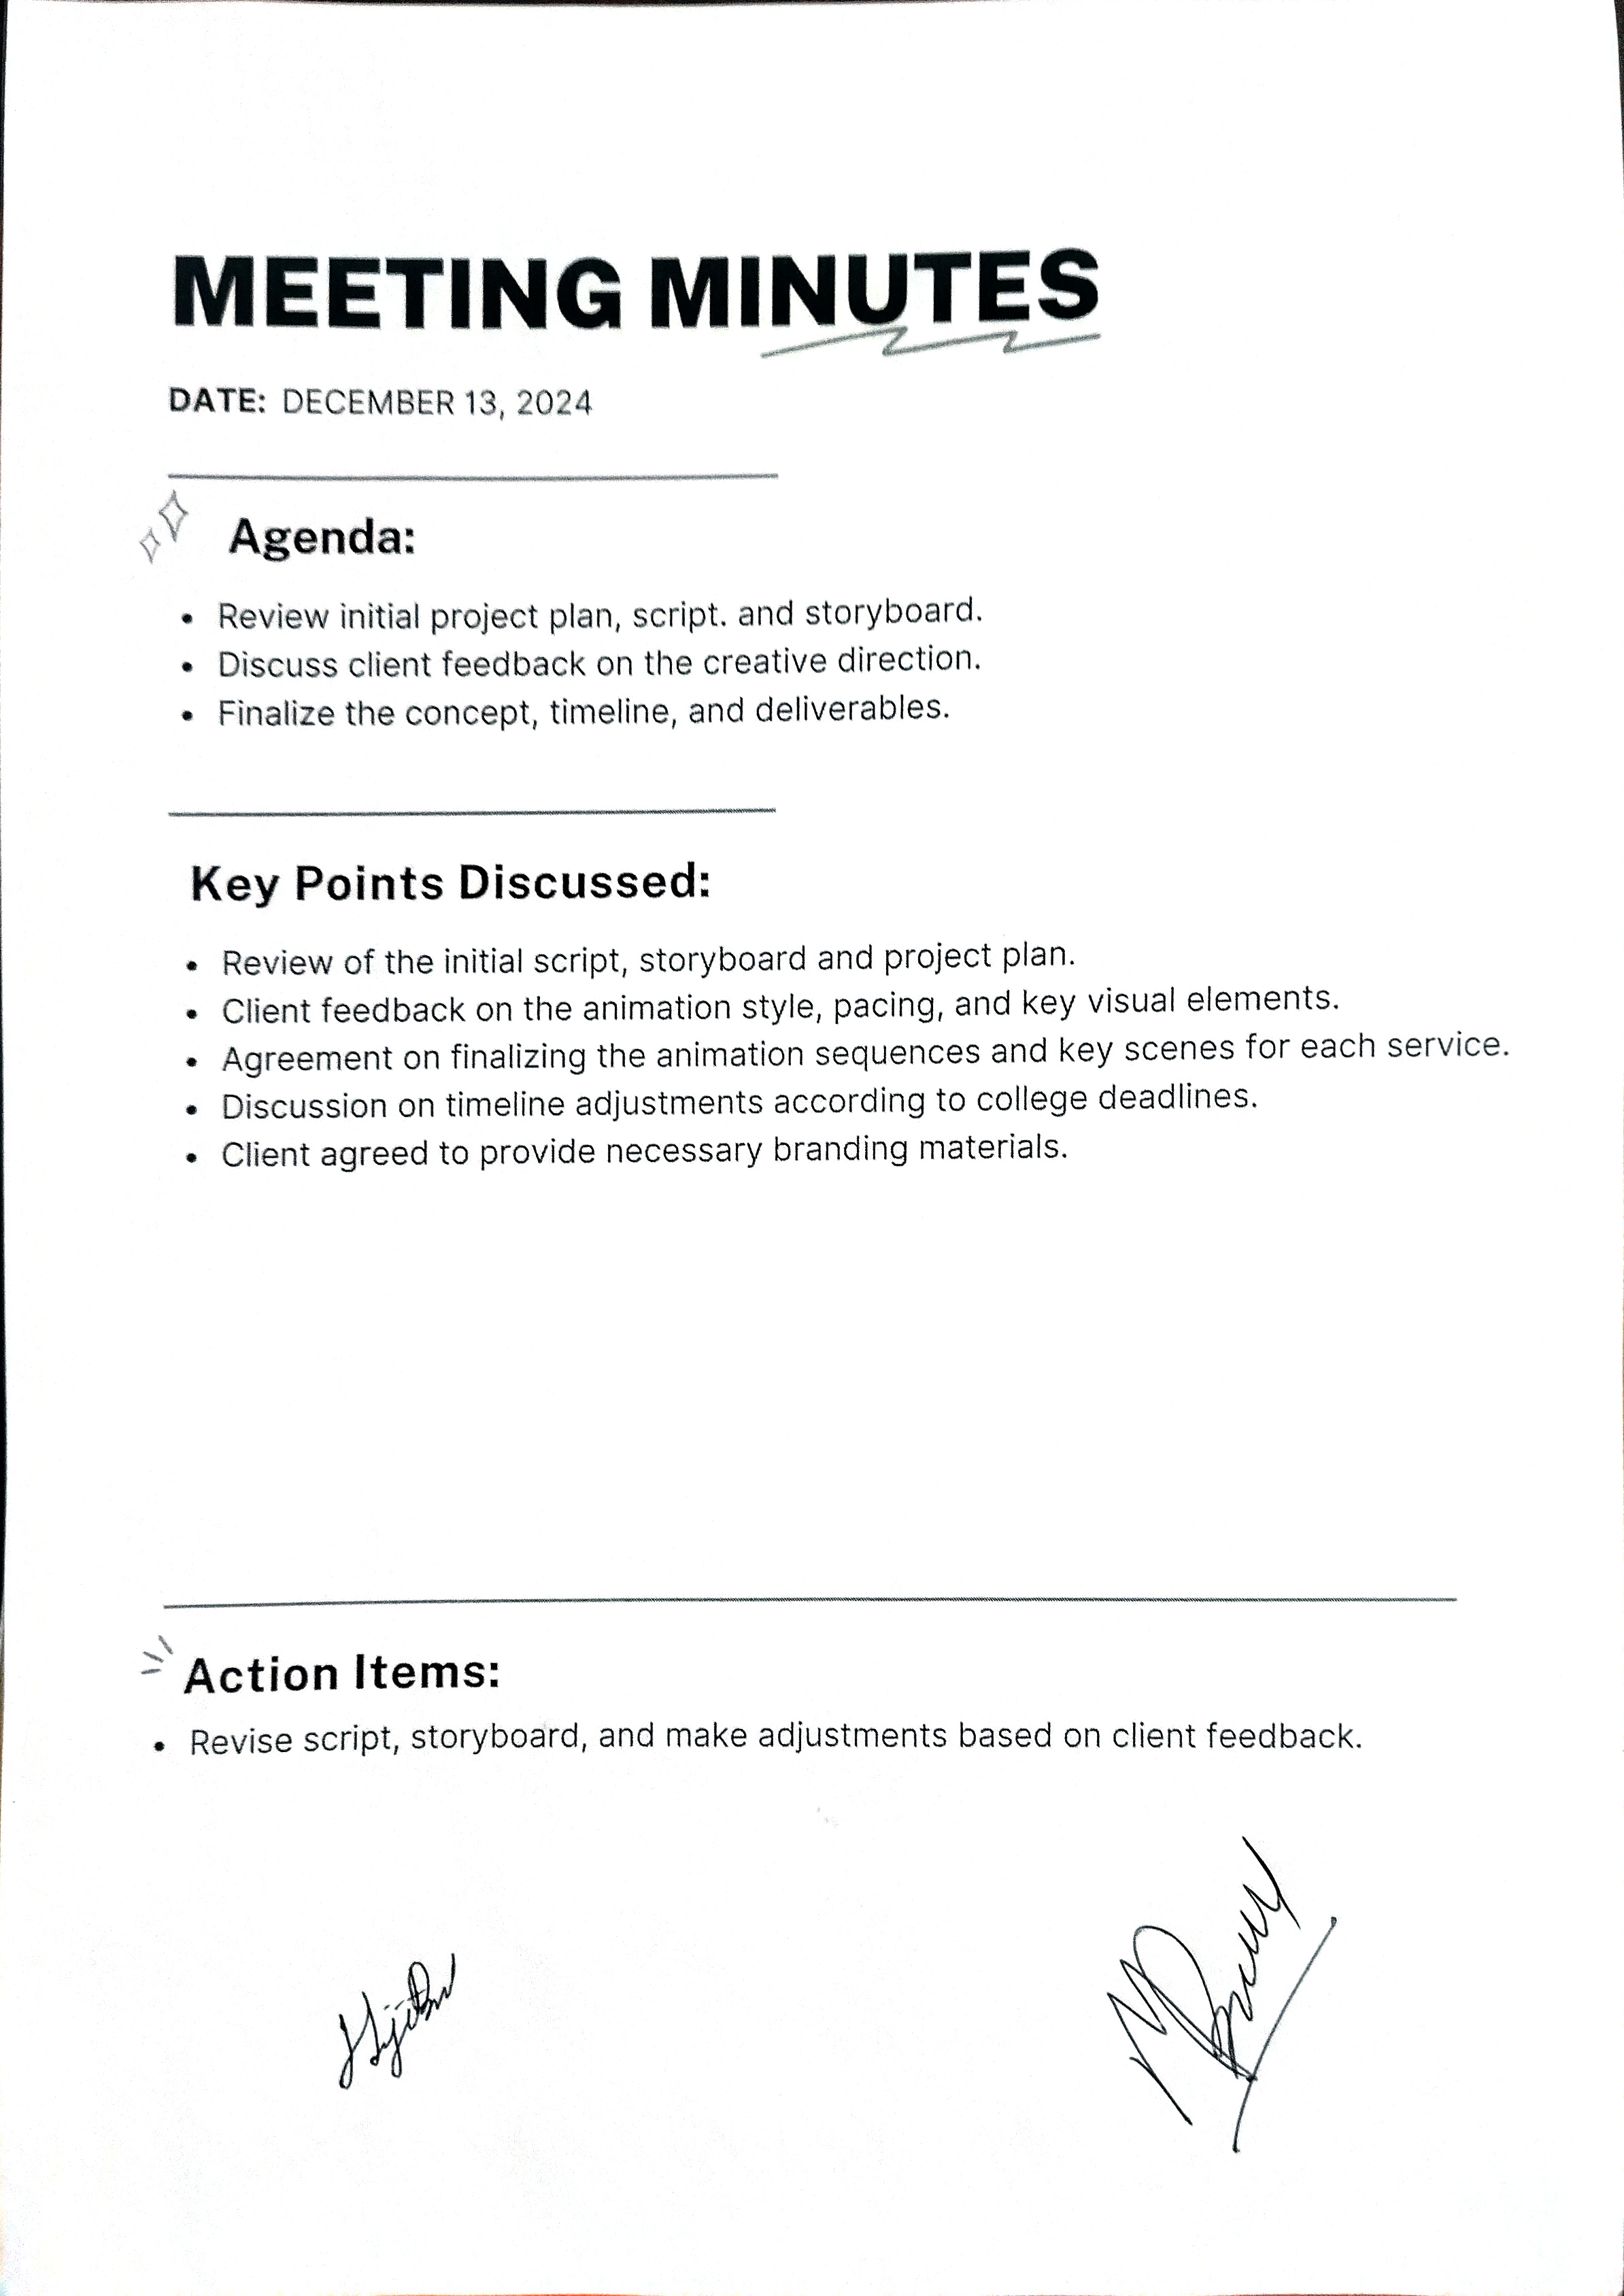 MEETING MINUTES
DATE: DECEMBER 13, 2024
Agenda:
• Review initial project plan, script. and storyboard.
• Discuss client feedback on the creative direction.
• Finalize the concept, timeline, and deliverables.
Key Points Discussed:
• Review of the initial script, storyboard and project plan.
• Client feedback on the animation style, pacing, and key visual elements.
• Agreement on finalizing the animation sequences and key scenes for each service.
• Discussion on timeline adjustments according to college deadlines.
• Client agreed to provide necessary branding materials.
Action Items:
• Revise script, storyboard, and make adjustments based on client feedback.